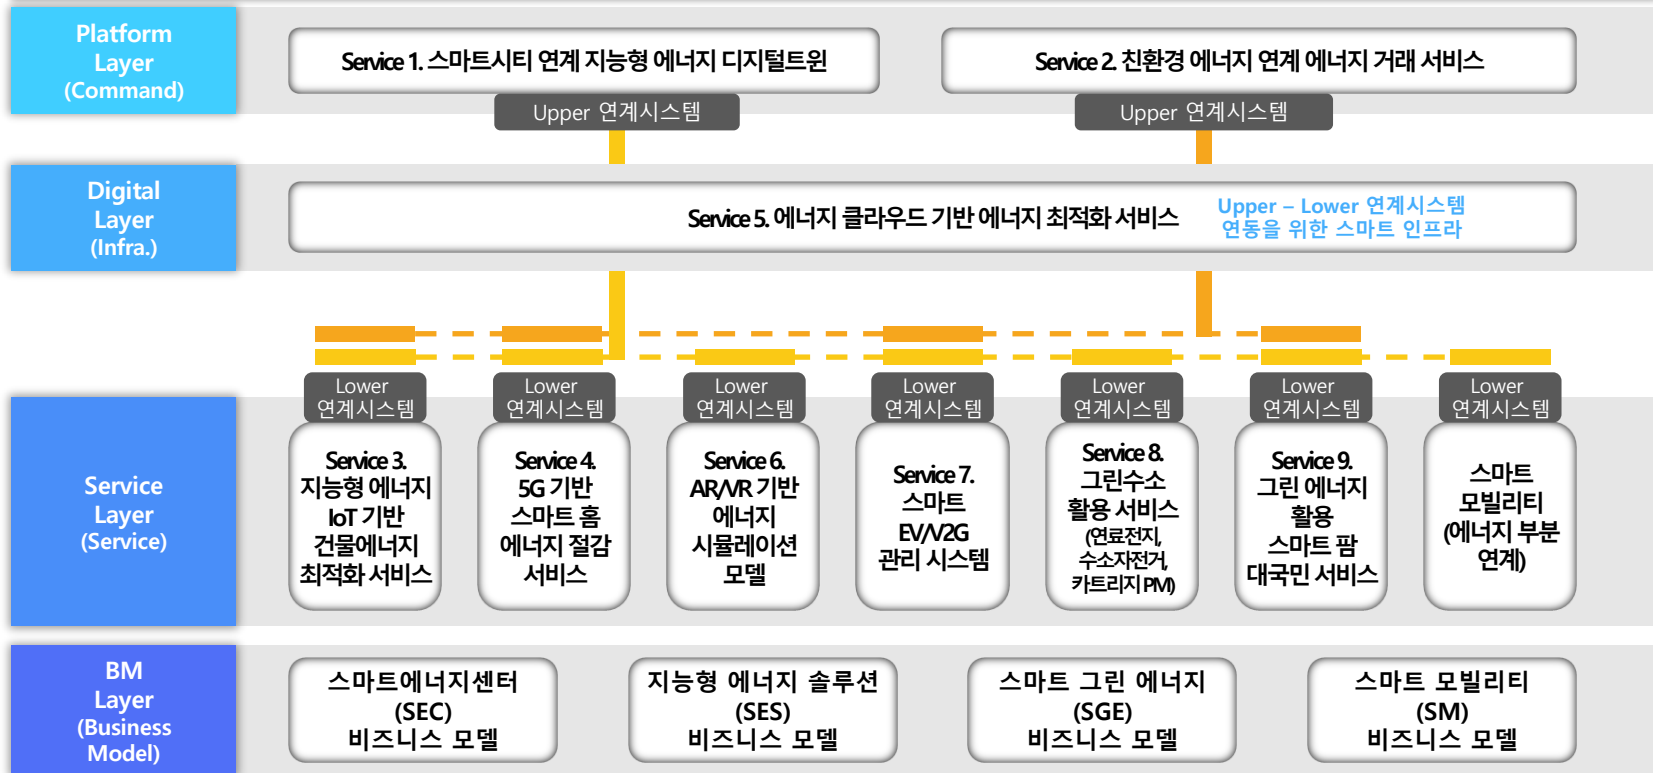 Platform
Layer
(Command)
Service 1. 스마트시티 연계 지능형 에너지 디지털트윈
Service 2. 친환경 에너지 연계 에너지 거래 서비스
Upper 연계시스템
Upper 연계시스템
Digital
Layer
(Infra.)
Service 5. 에너지 클라우드 기반 에너지 최적화 서비스
Upper – Lower 연계시스템
연동을 위한 스마트 인프라
Lower
연계시스템
Lower
연계시스템
Lower
연계시스템
Lower
연계시스템
Lower
연계시스템
Lower
연계시스템
Lower
연계시스템
Service
Layer
(Service)
Service 3.
지능형 에너지
IoT 기반
건물에너지
최적화 서비스
Service 4.
5G 기반
스마트 홈
에너지 절감
서비스
Service 6.
AR/VR 기반
에너지
시뮬레이션
모델
Service 7.
스마트
EV/V2G
관리 시스템
Service 8.
그린수소
활용 서비스
(연료전지,
수소자전거,
카트리지 PM)
Service 9.
그린 에너지
활용
스마트 팜
대국민 서비스
스마트
모빌리티
(에너지 부분
연계)
BM
Layer
(Business
Model)
스마트에너지센터
(SEC)
비즈니스 모델
지능형 에너지 솔루션
(SES)
비즈니스 모델
스마트 그린 에너지
(SGE)
비즈니스 모델
스마트 모빌리티
(SM)
비즈니스 모델